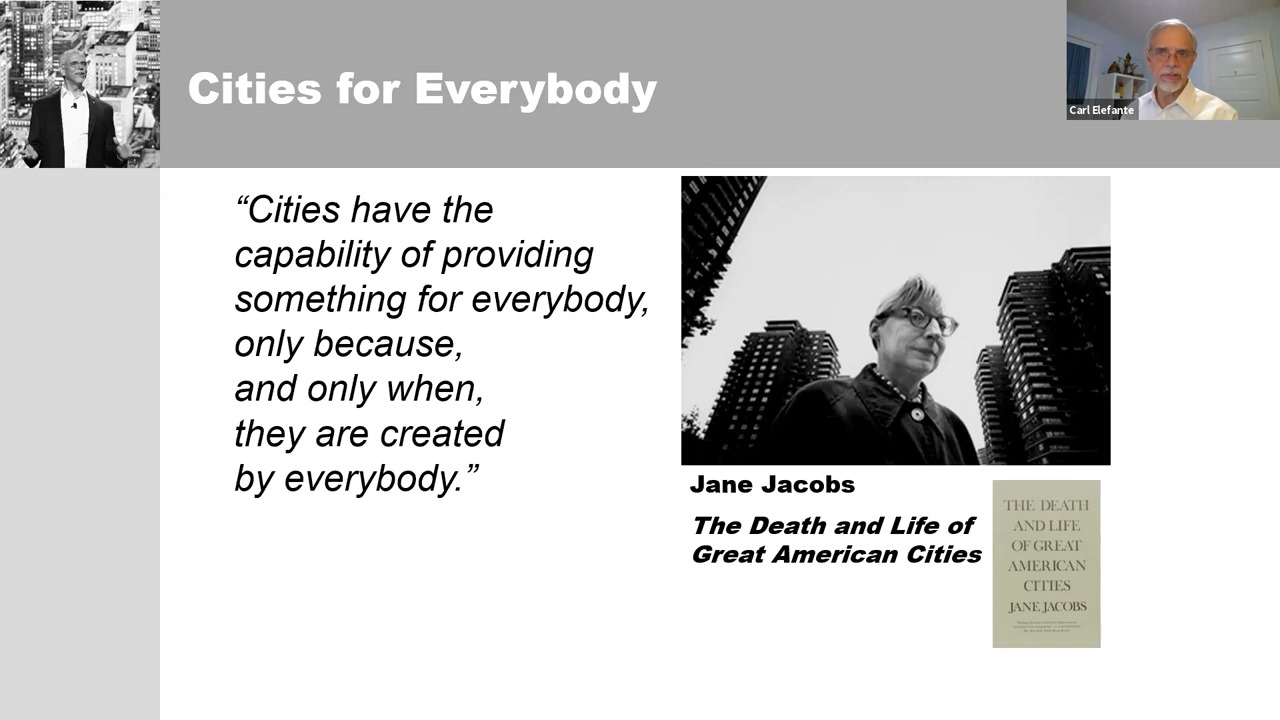 Cities for Everybody
Carl Elefante
“Cities have the
capability of providing
something for everybody,
only because,
and only when,
they are created
by everybody.”
Jane Jacobs
The Death and Life of
Great American Cities
THE DEATH
AND LIFE
OF GREAT
AMERICAN
CITIES
JANE JACOBS